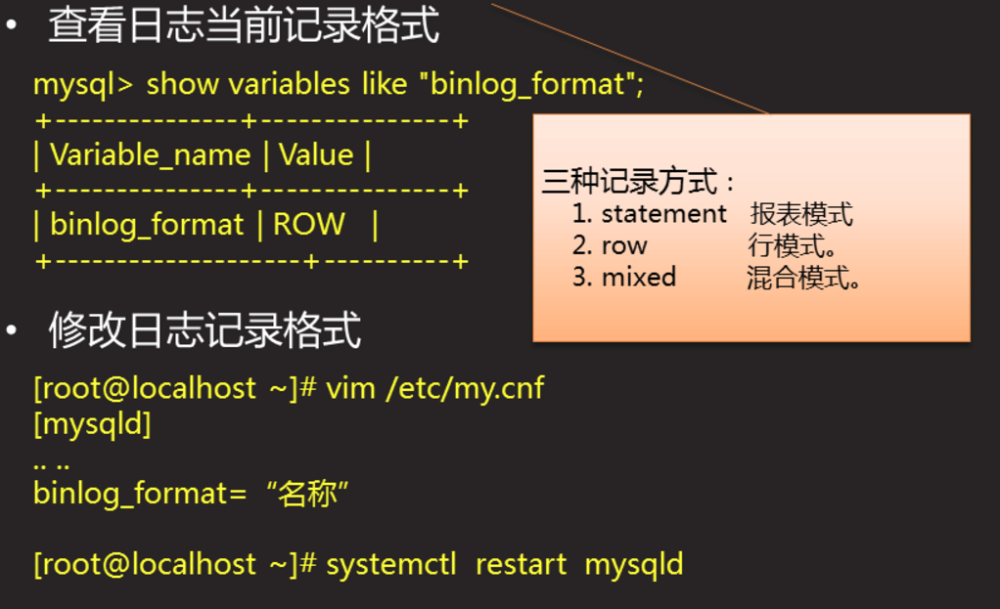 • 查看日志当前记录格式
mysql> show variables like "binlog_format";
+---------------+---------------+
| Variable_name | Value |
+---------------+---------------+
| binlog_format | ROW   |
+--------------------+----------+
三种记录方式：
1. statement 报表模式
2. row 行模式。
3. mixed 混合模式。
• 修改日志记录格式
[root@localhost ~]# vim /etc/my.cnf
[mysqld]
.. ..
binlog_format= “名称”
[root@localhost ~]# systemctl restart mysqld